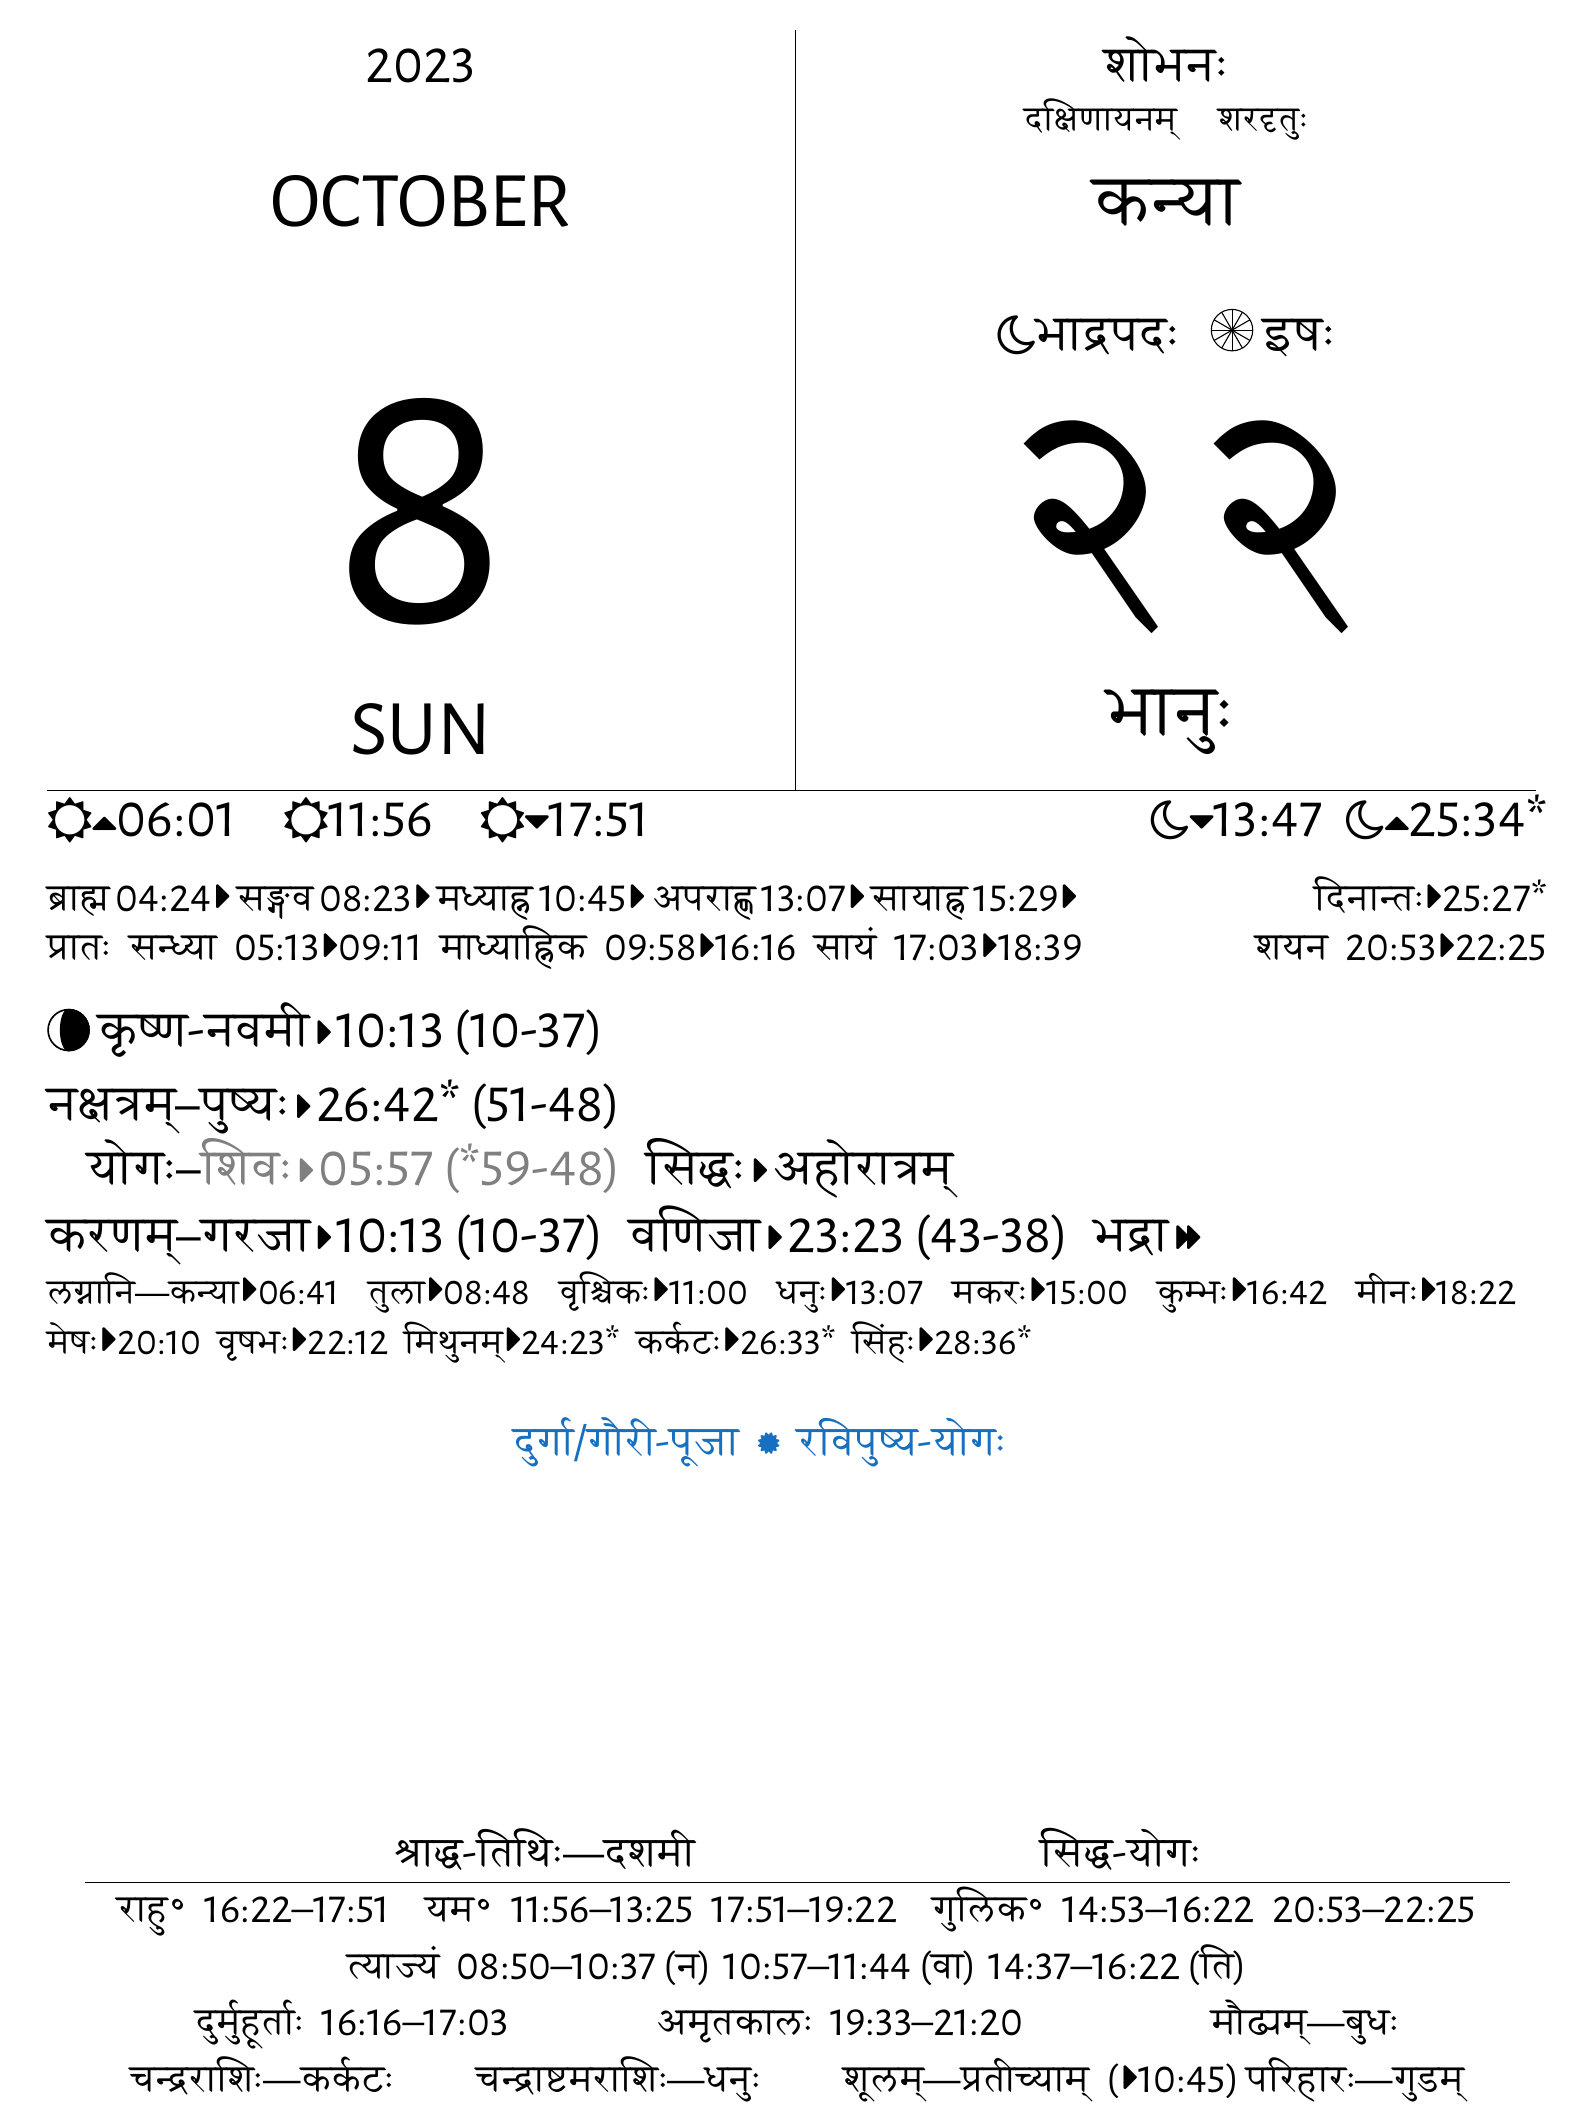 2023
OCTOBER
8
SUN
शोभनः
दक्षिणायनम् शरदृतुः
कन्या
भाद्रपदः इषः
२२
भानुः
06:01 11:56 17:51 13:47 25:34*
ब्राह्म 04:24 सङ्गव 08:23 मध्याह्न 10:45 अपराह्ण 13:07 सायाह्न 15:29 दिनान्तः 25:27*
प्रातः सन्ध्या 05:13 09:11 माध्याह्निक 09:58 16:16 सायं 17:03 18:39 शयन 20:53 22:25
कृष्ण-नवमी 10:13 (10-37)
नक्षत्रम्–पुष्यः 26:42* (51-48)
योगः–शिवः 05:57 (*59-48) सिद्धः अहोरात्रम्
करणम्–गरजा 10:13 (10-37) वणिजा 23:23 (43-38) भद्रा
लग्नानि—कन्या 06:41 तुला 08:48 वृश्चिकः 11:00 धनुः 13:07 मकरः 15:00 कुम्भः 16:42 मीनः 18:22
मेषः 20:10 वृषभः 22:12 मिथुनम् 24:23* कर्कटः 26:33* सिंहः 28:36*
दुर्गा/गौरी-पूजा ✹ रविपुष्य-योगः
श्राद्ध-तिथिः—दशमी सिद्ध-योगः
राहु° 16:22–17:51 यम° 11:56–13:25 17:51–19:22 गुलिक° 14:53–16:22 20:53–22:25
त्याज्यं 08:50–10:37 (न) 10:57–11:44 (वा) 14:37–16:22 (ति)
दुर्मुहूर्ताः 16:16–17:03 अमृतकालः 19:33–21:20 मौढ्यम्—बुधः
चन्द्रराशिः—कर्कटः चन्द्राष्टमराशिः—धनुः शूलम्—प्रतीच्याम् (10:45) परिहारः—गुडम्